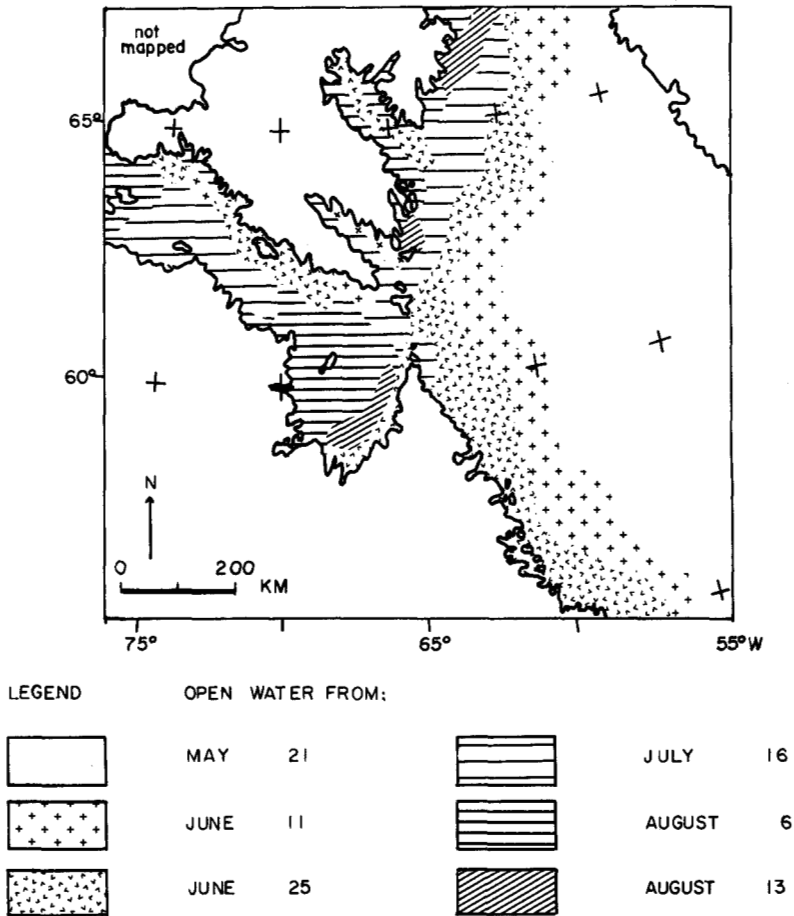 not
mapped
65°
60°
N
0 200
KM
75° 65° 55°W
LEGEND OPEN WATER FROM:
MAY 21 JULY 16
JUNE 11 AUGUST 6
JUNE 25 AUGUST 13